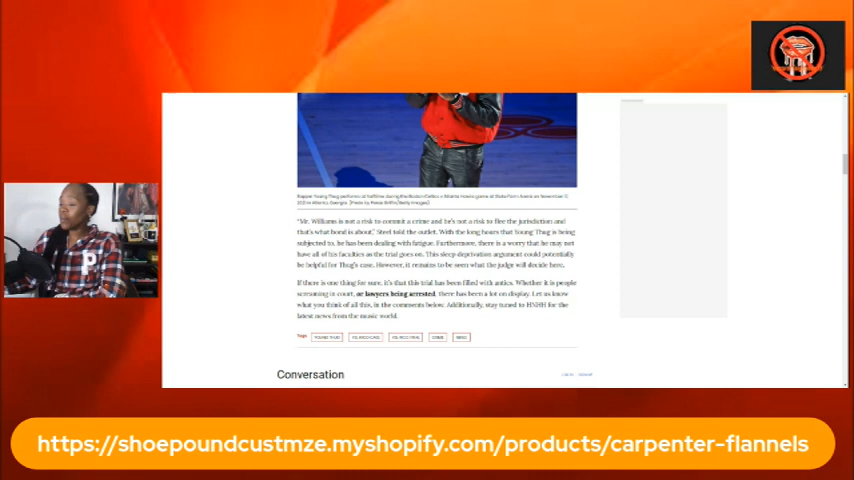 Rapper Young Thug performs at halftime during the Boston Celtics v Atlanta Hawks game at State Farm Arena on November 17,
2021 in Atlanta, Georgia. (Photo by
"Mr. Williams is not a risk to commit a crime and he's not a risk to flee the jurisdiction and
that's what bond is about," Steel told the outlet. With the long hours that Young Thug is being
subjected to, he has been dealing with fatigue. Furthermore, there is a worry that he may not
have all of his faculties as the trial goes on. This sleep-deprivation argument could potentially
be helpful for Thug's case. However, it remains to be seen what the judge will decide here.
If there is one thing for sure, it's that this trial has been filled with antics. Whether it is people
screaming in court, or lawyers being arrested, there has been a lot on display. Let us know
what you think of all this, in the comments below. Additionally, stay tuned to HNHH for the
latest news from the music world.
Tags YOUNG THUG YSL RICO CASE YSL RICO TRIAL CRIME NEWS
Conversation
LOG IN SIGN UP
P
https://shoepoundcustmze.myshopify.com/products/carpenter-flannels